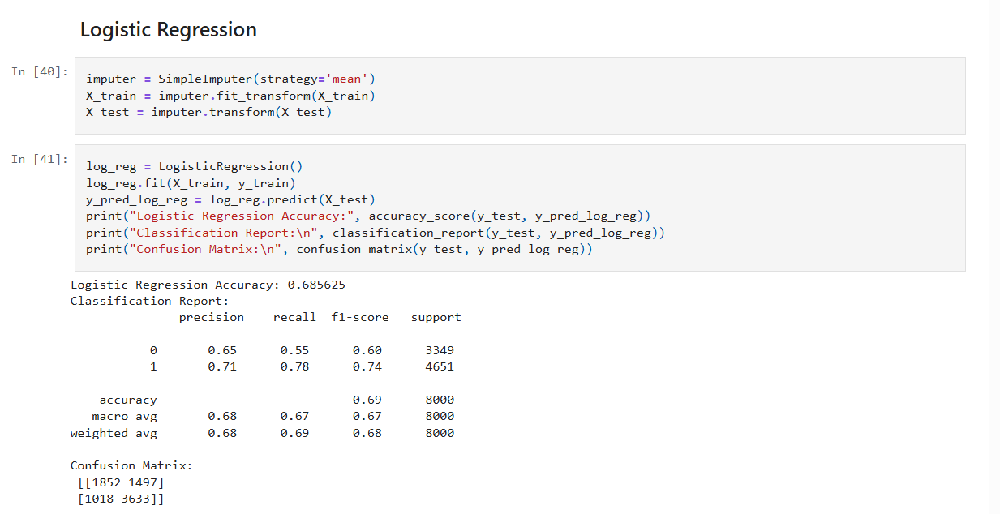 Logistic Regression
In [40]:
imputer = SimpleImputer(strategy='mean')
X_train = imputer.fit_transform(X_train)
X_test = imputer.transform(X_test)
In [41]:
log_reg = LogisticRegression()
log_reg.fit(X_train, y_train)
y_pred_log_reg = log_reg.predict(X_test)
print("Logistic Regression Accuracy:", accuracy_score(y_test, y_pred_log_reg))
print("Classification Report:\n", classification_report(y_test, y_pred_log_reg))
print("Confusion Matrix:\n", confusion_matrix(y_test, y_pred_log_reg))
Logistic Regression Accuracy: 0.685625
Classification Report:
               precision    recall  f1-score   support
           0       0.65      0.55      0.60      3349
           1       0.71      0.78      0.74      4651
    accuracy                           0.69      8000
   macro avg       0.68      0.67      0.67      8000
weighted avg       0.68      0.69      0.68      8000
Confusion Matrix:
 [[1852 1497]
 [1018 3633]]